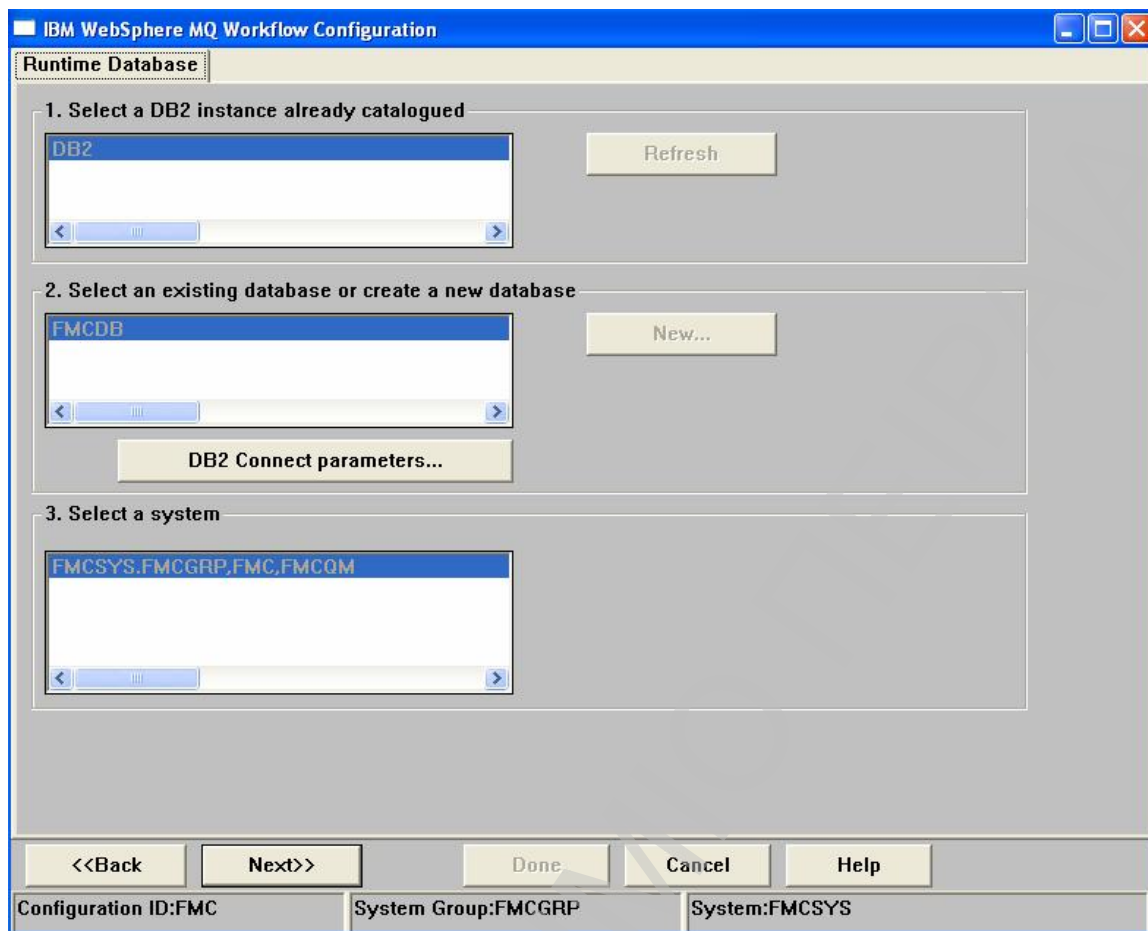 IBM WebSphere MQ Workflow Configuration
Runtime Database
1. Select a DB2 instance already catalogued
DB2
Refresh
2. Select an existing database or create a new database
FMCDB
New...
DB2 Connect parameters...
3. Select a system
FMCSYS.FMCGRP,FMC,FMCQM
<<Back Next>> Done Cancel Help
Configuration ID:FMC System Group:FMCGRP System:FMCSYS